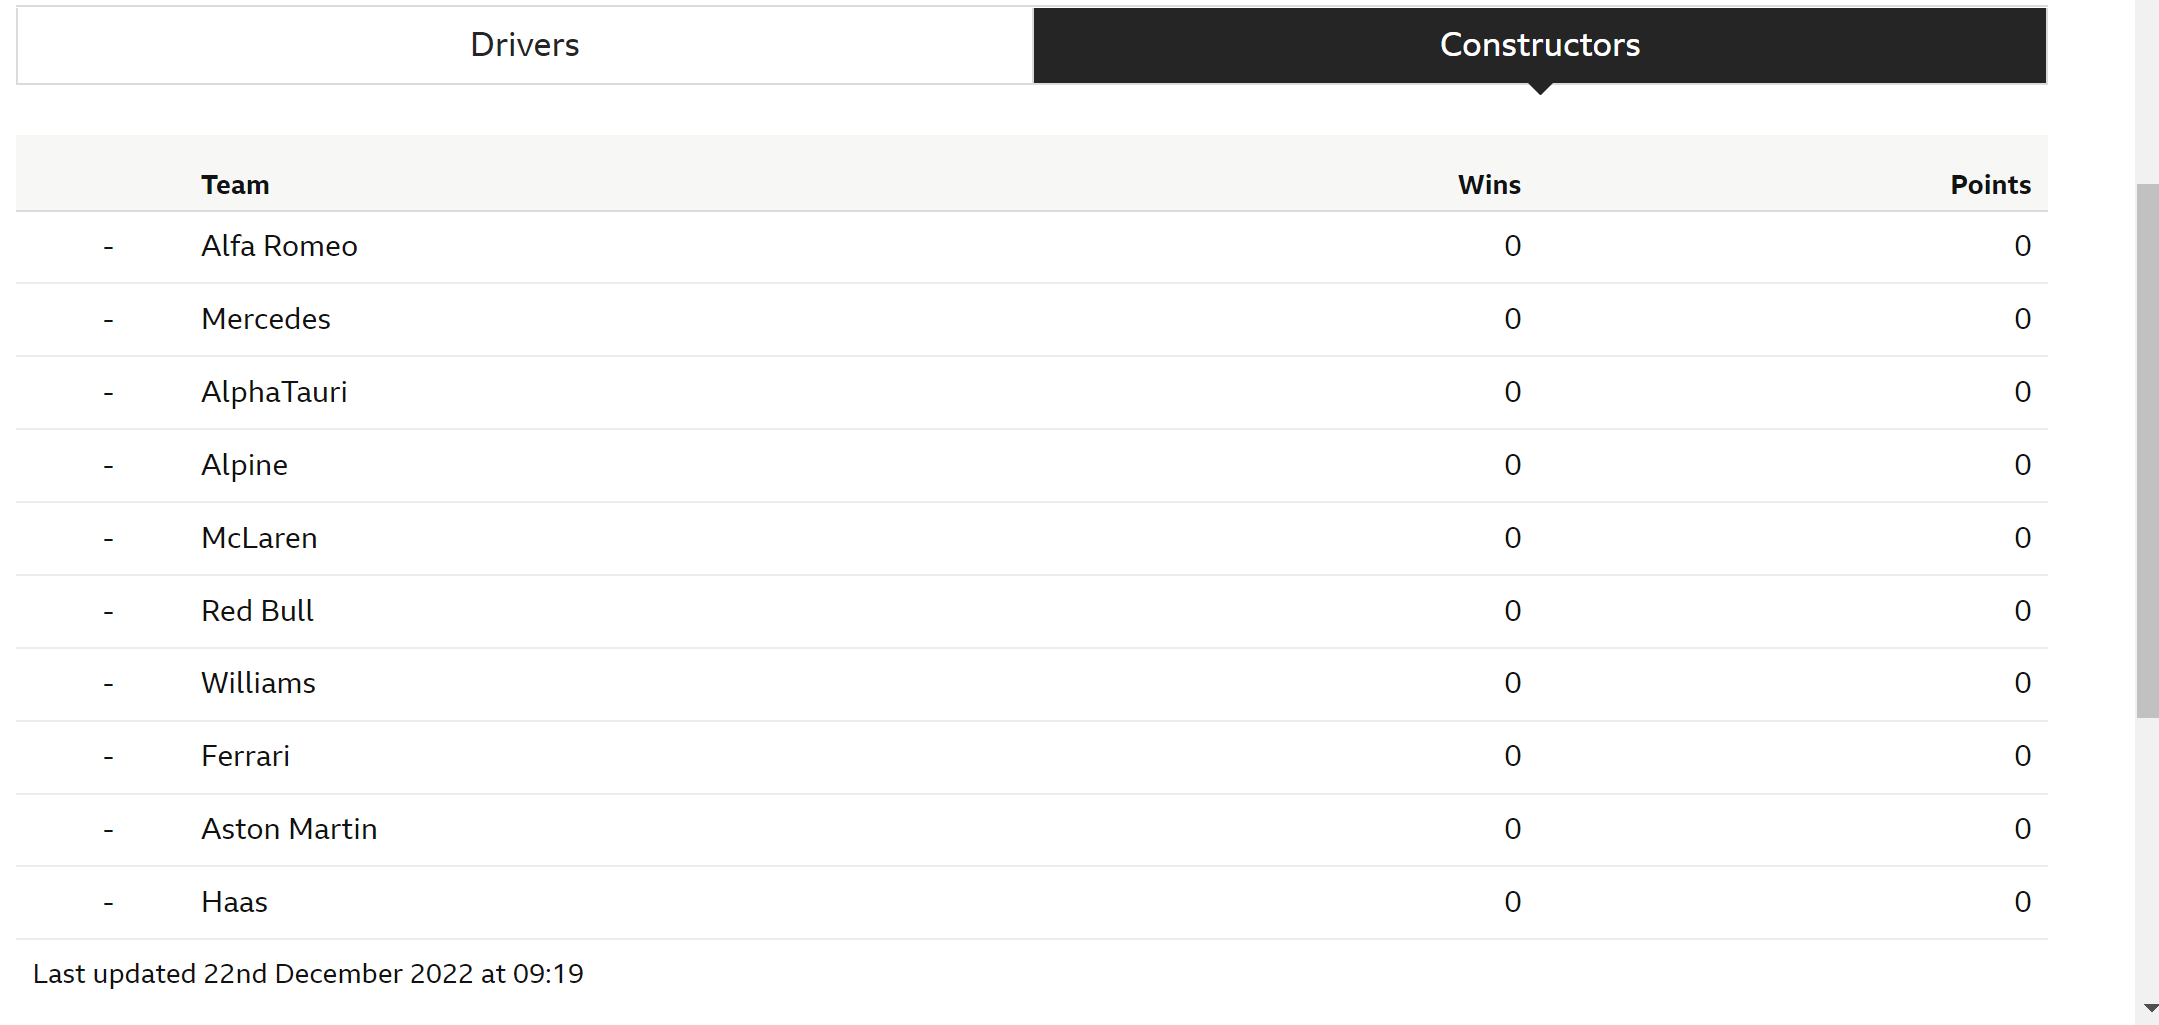 Drivers Constructors
Team Wins Points
- Alfa Romeo 0 0
- Mercedes 0 0
- AlphaTauri 0 0
- Alpine 0 0
- McLaren 0 0
- Red Bull 0 0
- Williams 0 0
- Ferrari 0 0
- Aston Martin 0 0
- Haas 0 0
Last updated 22nd December 2022 at 09:19